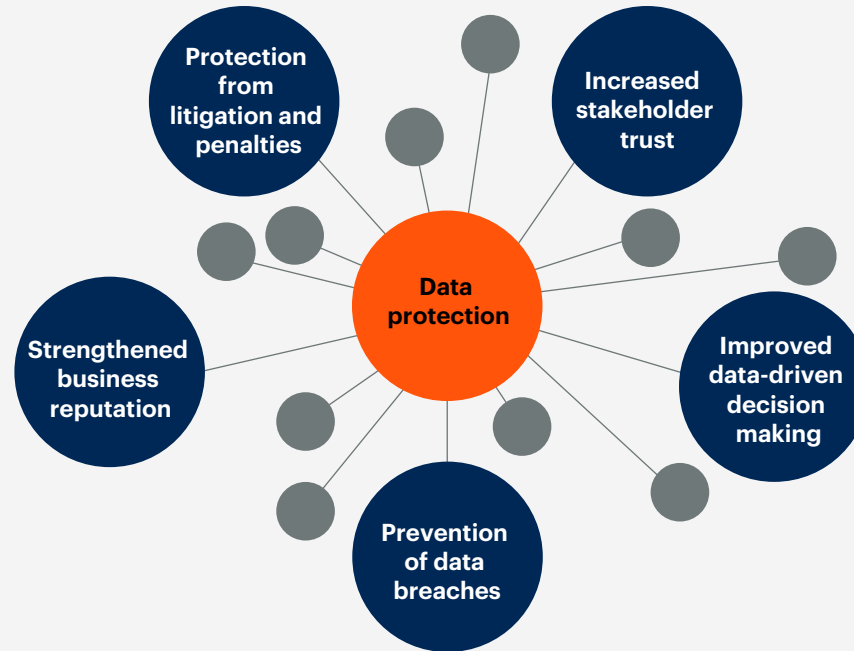 Protection
from
litigation and
penalties
Increased
stakeholder
trust
Data
protection
Strengthened
business
reputation
Improved
data-driven
decision
making
Prevention
of data
breaches